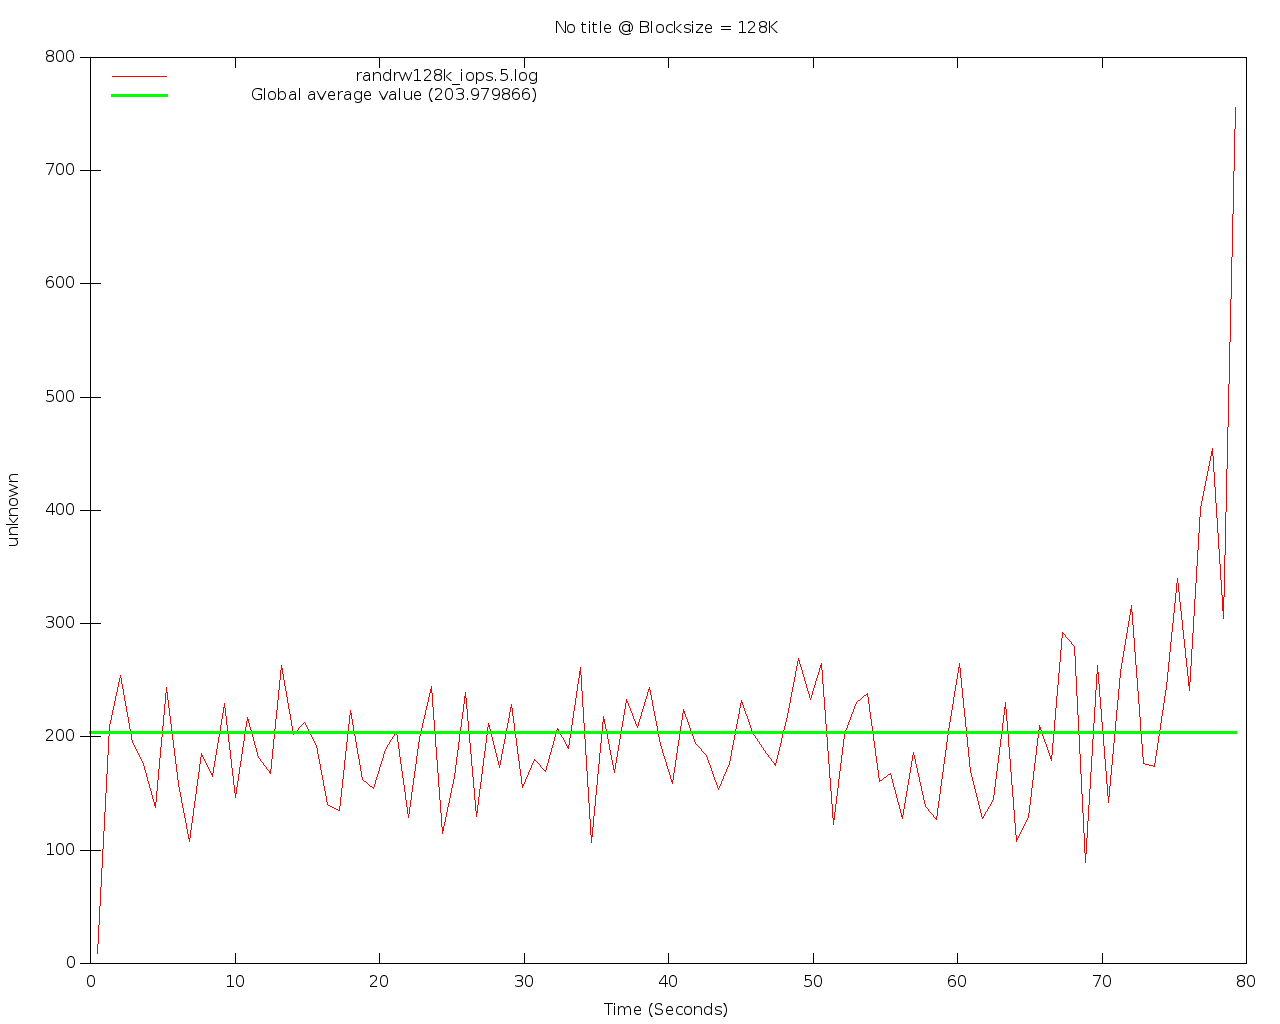 No title @ Blocksize = 128K
randrw128k_iops.5.log
Global average value (203.979866)
800
700
600
500
400
300
200
100
0
unknown
0 10 20 30 40 50 60 70 80
Time (Seconds)